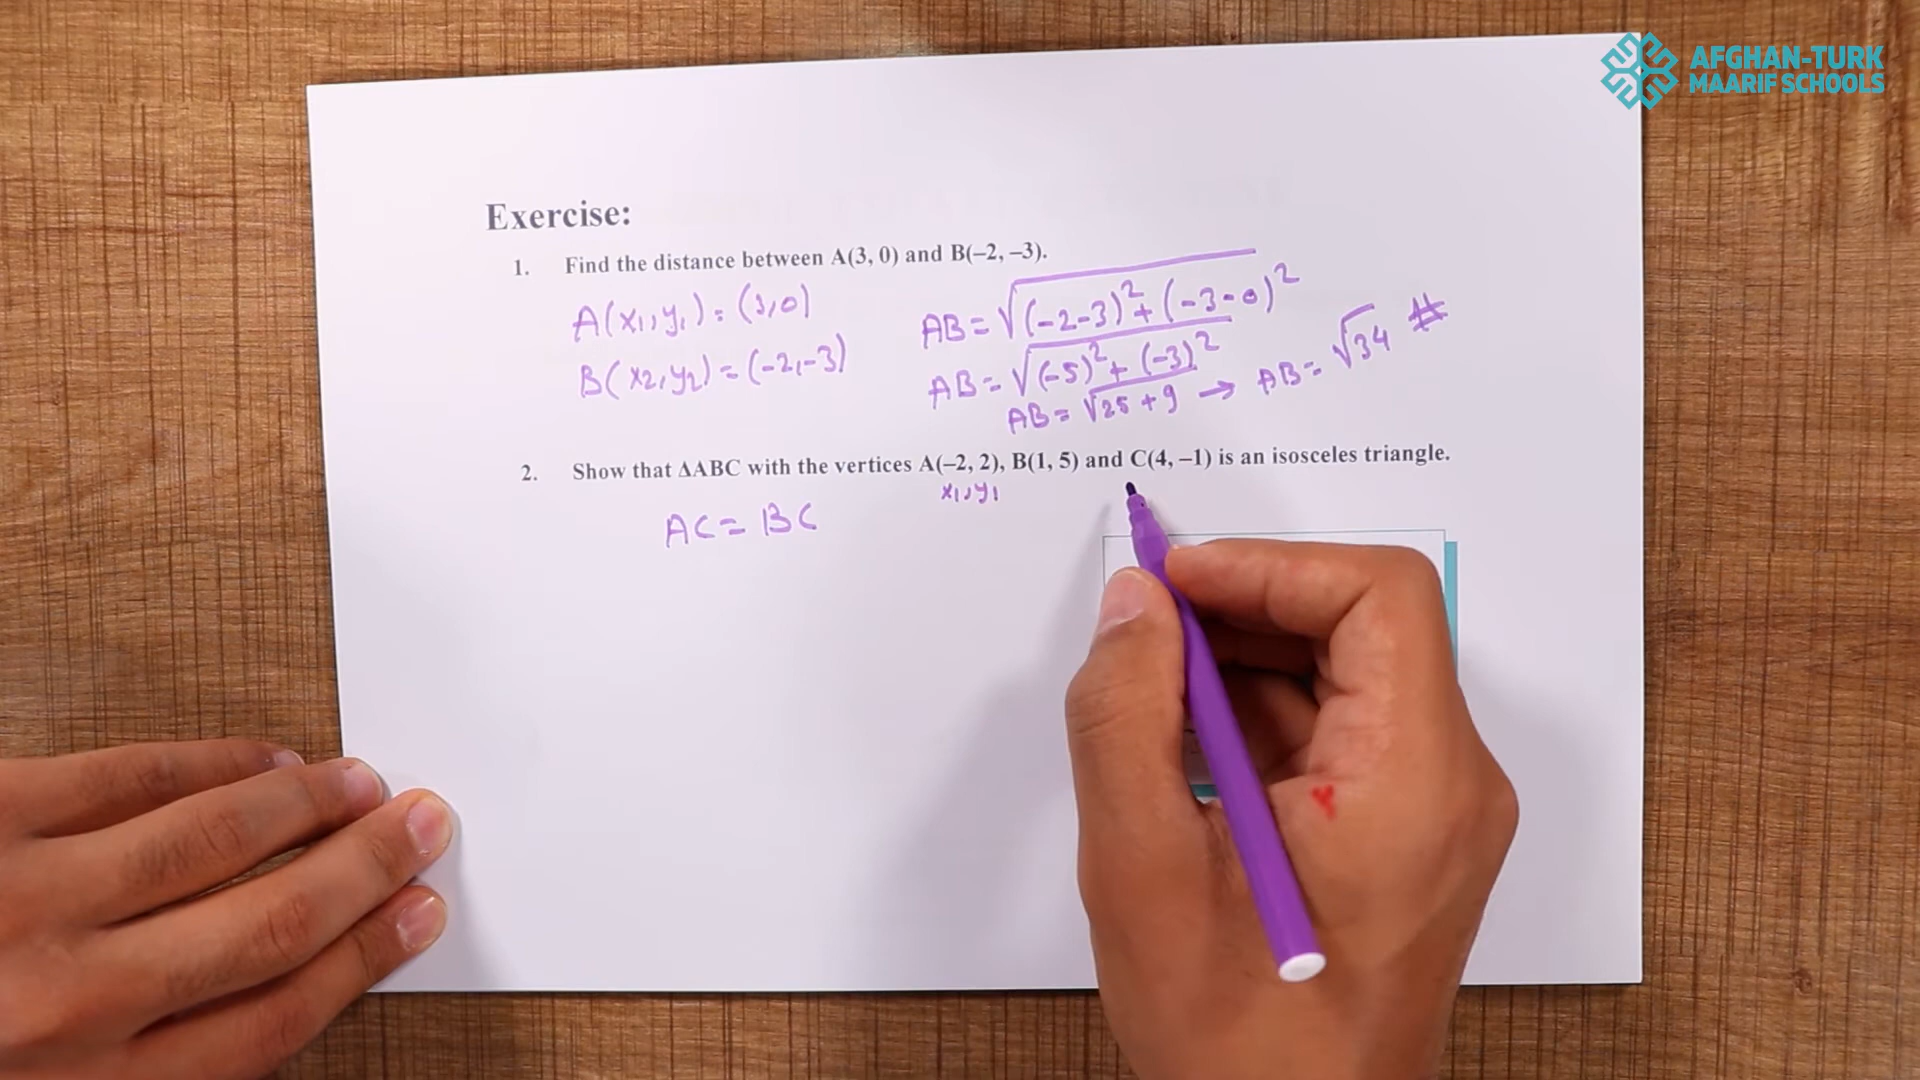 AFGHAN-TURK
MAARIF SCHOOLS
Exercise:
1. Find the distance between A(3, 0) and B(–2, –3).
A(x₁,y₁) = (3,0)
B(x₂,y₂) = (-2,-3)
AB = √(-2-3)² + (-3-0)²
AB = √(-5)² + (-3)²
AB = √25 + 9 → AB = √34 #
2. Show that ΔABC with the vertices A(–2, 2), B(1, 5) and C(4, –1) is an isosceles triangle.
x₁,y₁
AC = BC